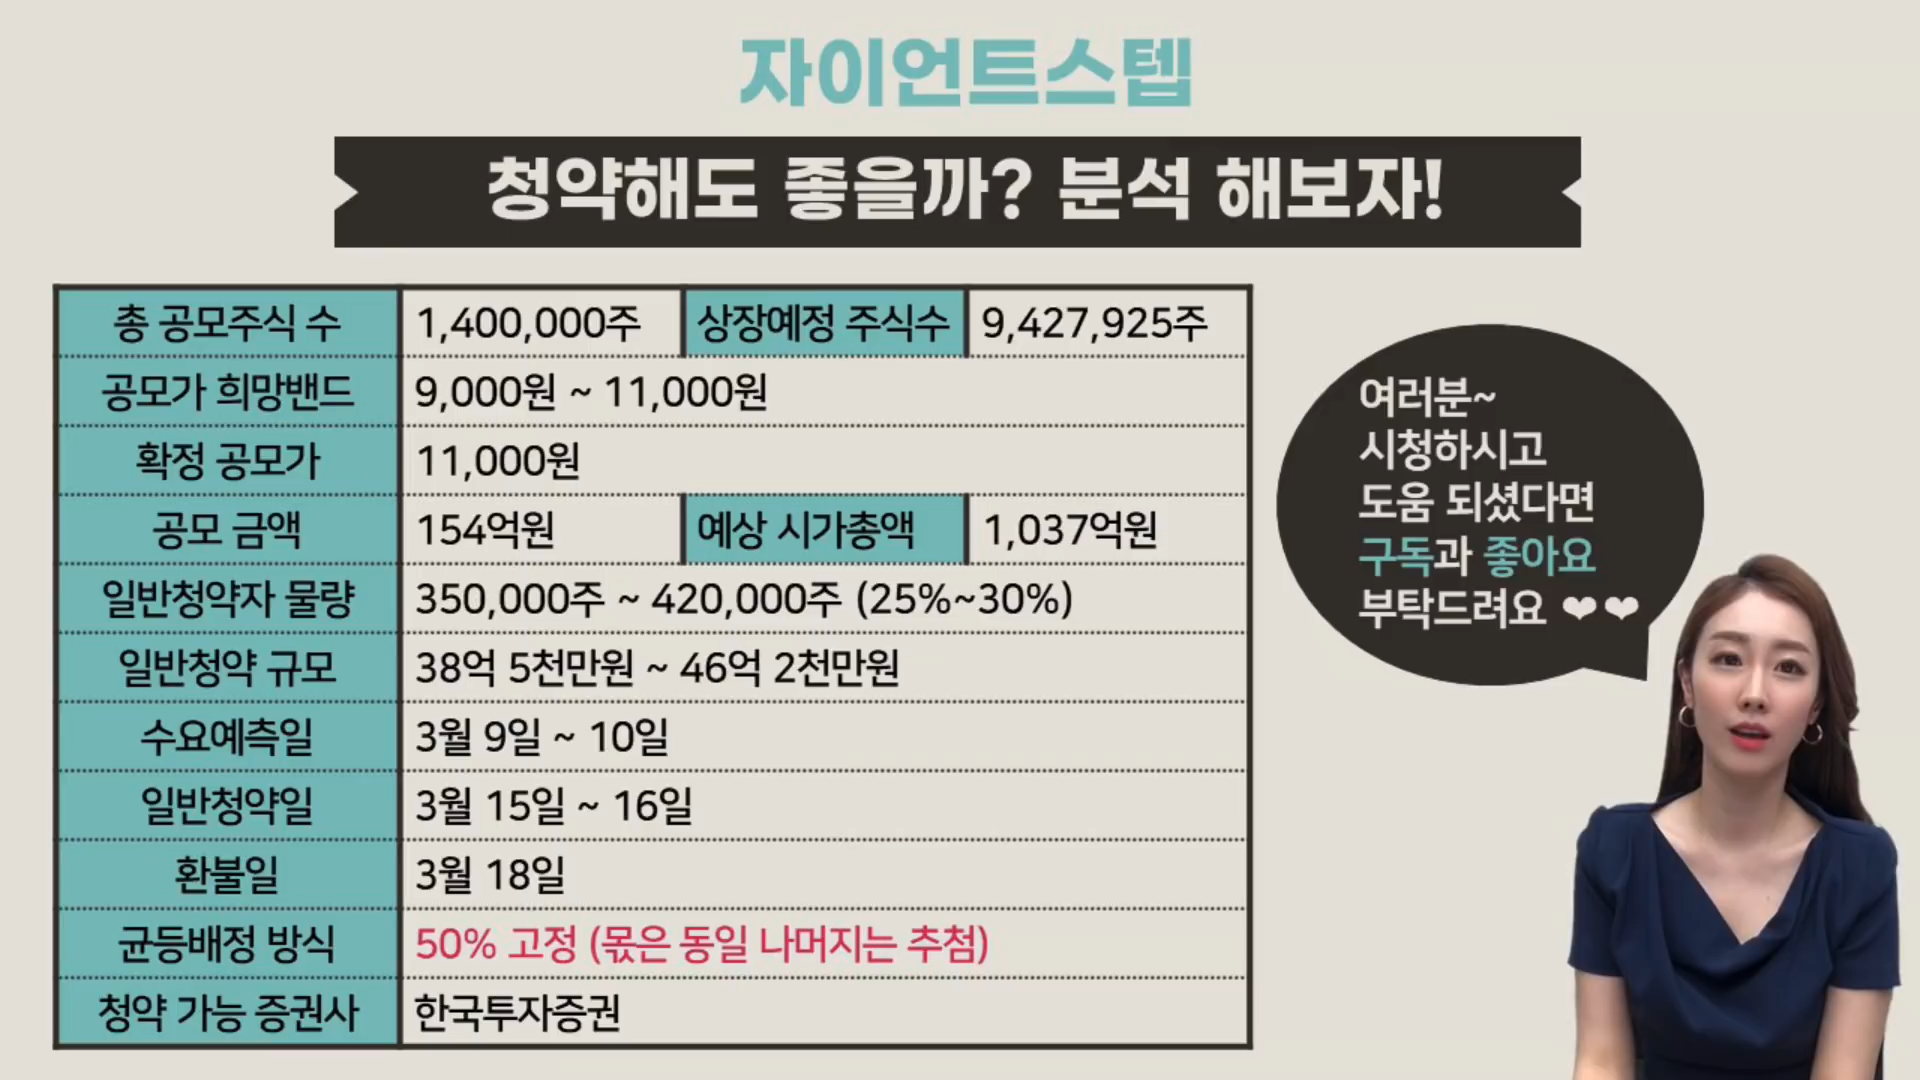 자이언트스텝
청약해도 좋을까? 분석 해보자!
총 공모주식 수 1,400,000주 상장예정 주식수 9,427,925주
공모가 희망밴드 9,000원 ~ 11,000원
확정 공모가 11,000원
공모 금액 154억원 예상 시가총액 1,037억원
일반청약자 물량 350,000주 ~ 420,000주 (25%~30%)
일반청약 규모 38억 5천만원 ~ 46억 2천만원
수요예측일 3월 9일 ~ 10일
일반청약일 3월 15일 ~ 16일
환불일 3월 18일
균등배정 방식 50% 고정 (몫은 동일 나머지는 추첨)
청약 가능 증권사 한국투자증권
여러분~
시청하시고
도움 되셨다면
구독과 좋아요
부탁드려요 ❤❤